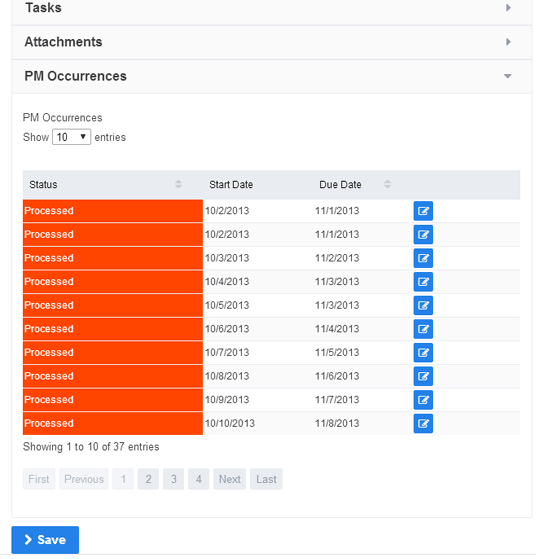 Tasks
Attachments
PM Occurrences
PM Occurrences
Show 10 entries
Status Start Date Due Date
Processed 10/2/2013 11/1/2013
Processed 10/2/2013 11/1/2013
Processed 10/3/2013 11/2/2013
Processed 10/4/2013 11/3/2013
Processed 10/5/2013 11/3/2013
Processed 10/6/2013 11/4/2013
Processed 10/7/2013 11/5/2013
Processed 10/8/2013 11/6/2013
Processed 10/9/2013 11/7/2013
Processed 10/10/2013 11/8/2013
Showing 1 to 10 of 37 entries
First Previous 1 2 3 4 Next Last
Save